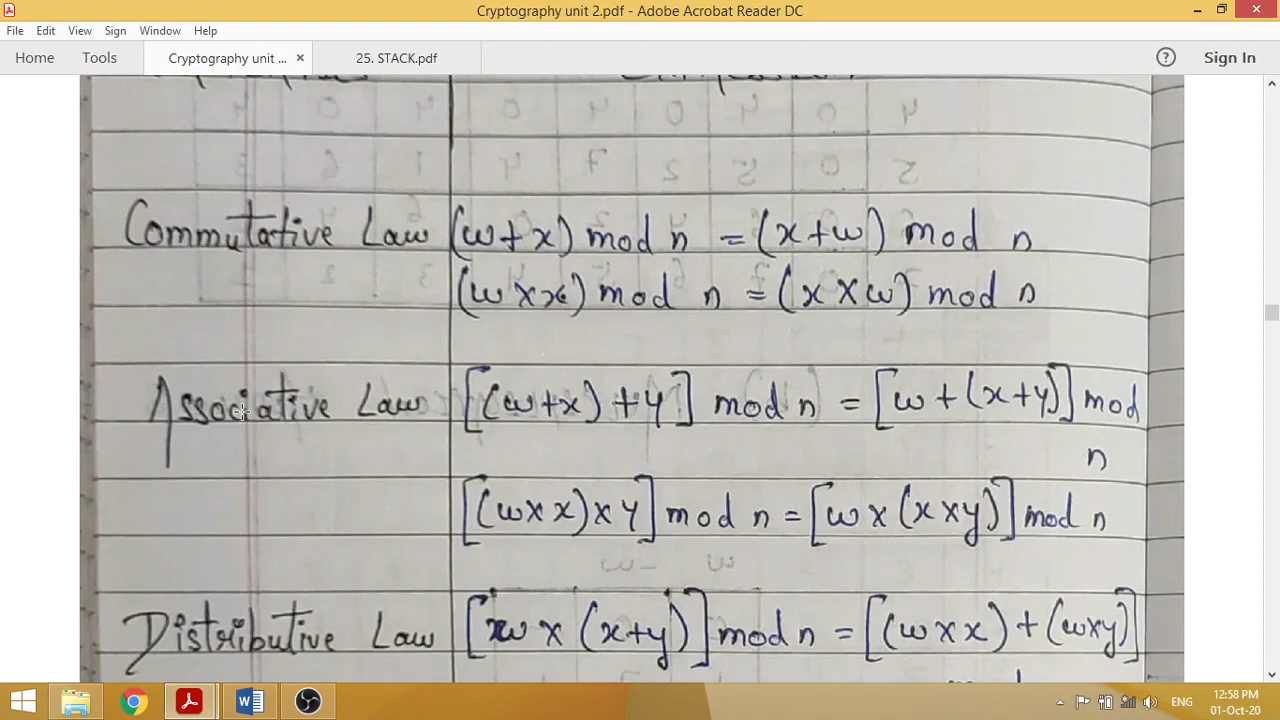 Cryptography unit 2.pdf - Adobe Acrobat Reader DC
File Edit View Sign Window Help
Home Tools Cryptography unit ... × 25. STACK.pdf ? Sign In
Commutative Law (w+x) mod n = (x+w) mod n
(w×x) mod n = (x×w) mod n
Associative Law [(w+x)+y] mod n = [w+(x+y)] mod
n
[(w×x)×y] mod n = [w×(x×y)] mod n
Distributive Law [w×(x+y)] mod n = [(w×x)+(w×y)]
ENG 12:58 PM
01-Oct-20